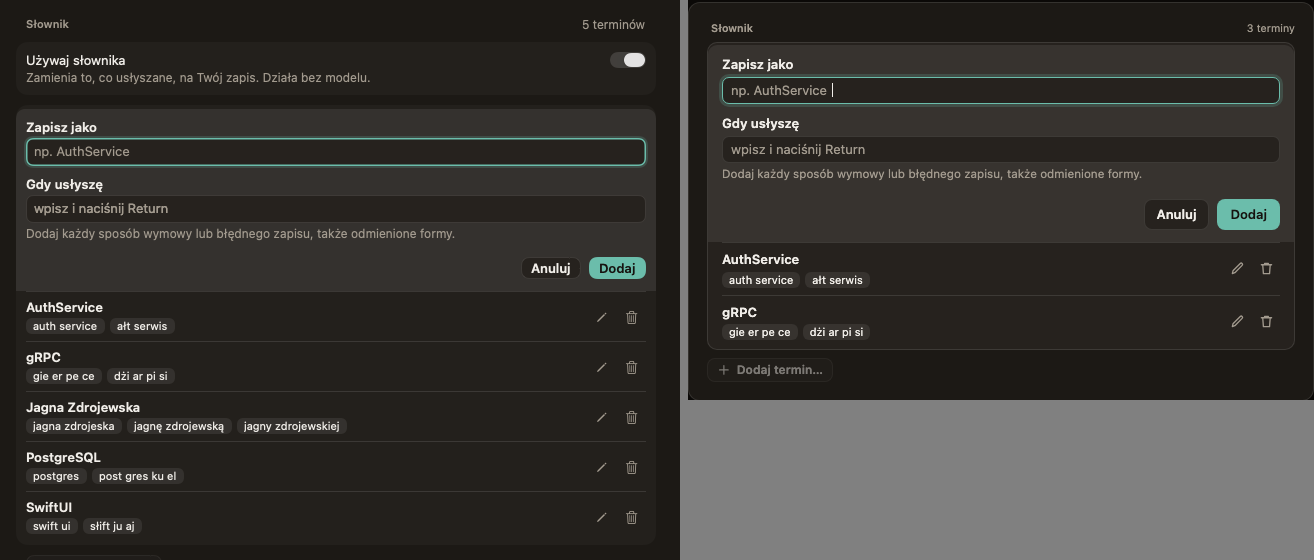 Słownik
5 terminów
Używaj słownika
Zamienia to, co usłyszane, na Twój zapis. Działa bez modelu.
Zapisz jako
np. AuthService
Gdy usłyszę
wpisz i naciśnij Return
Dodaj każdy sposób wymowy lub błędnego zapisu, także odmienione formy.
Anuluj
Dodaj
AuthService
auth service
ałt serwis
gRPC
gie er pe ce
dżi ar pi si
Jagna Zdrojewska
jagna zdrojeska
jagnę zdrojewską
jagny zdrojewskiej
PostgreSQL
postgres
post gres ku el
SwiftUI
swift ui
słift ju aj
Słownik
3 terminy
Zapisz jako
np. AuthService
Gdy usłyszę
wpisz i naciśnij Return
Dodaj każdy sposób wymowy lub błędnego zapisu, także odmienione formy.
Anuluj
Dodaj
AuthService
auth service
ałt serwis
gRPC
gie er pe ce
dżi ar pi si
+ Dodaj termin...